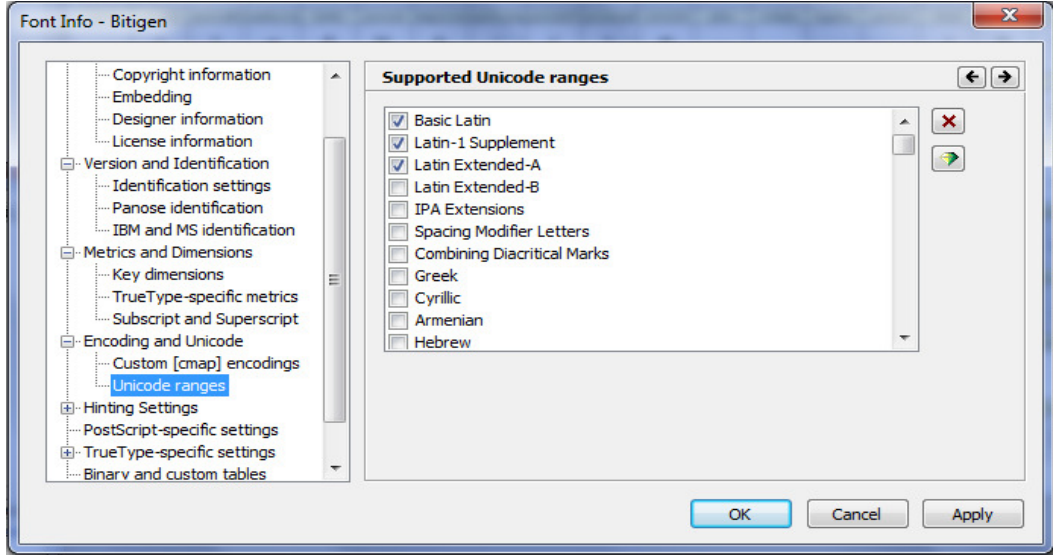 Font Info - Bitigen
Copyright information
Embedding
Designer information
License information
Version and Identification
Identification settings
Panose identification
IBM and MS identification
Metrics and Dimensions
Key dimensions
TrueType-specific metrics
Subscript and Superscript
Encoding and Unicode
Custom [cmap] encodings
Unicode ranges
Hinting Settings
PostScript-specific settings
TrueType-specific settings
Binary and custom tables
Supported Unicode ranges
Basic Latin
Latin-1 Supplement
Latin Extended-A
Latin Extended-B
IPA Extensions
Spacing Modifier Letters
Combining Diacritical Marks
Greek
Cyrillic
Armenian
Hebrew
OK
Cancel
Apply